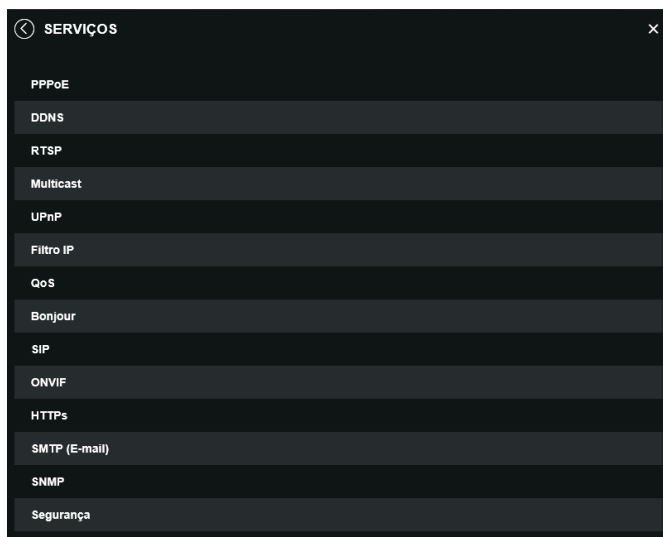 SERVIÇOS
PPPoE
DDNS
RTSP
Multicast
UPnP
Filtro IP
QoS
Bonjour
SIP
ONVIF
HTTPs
SMTP (E-mail)
SNMP
Segurança